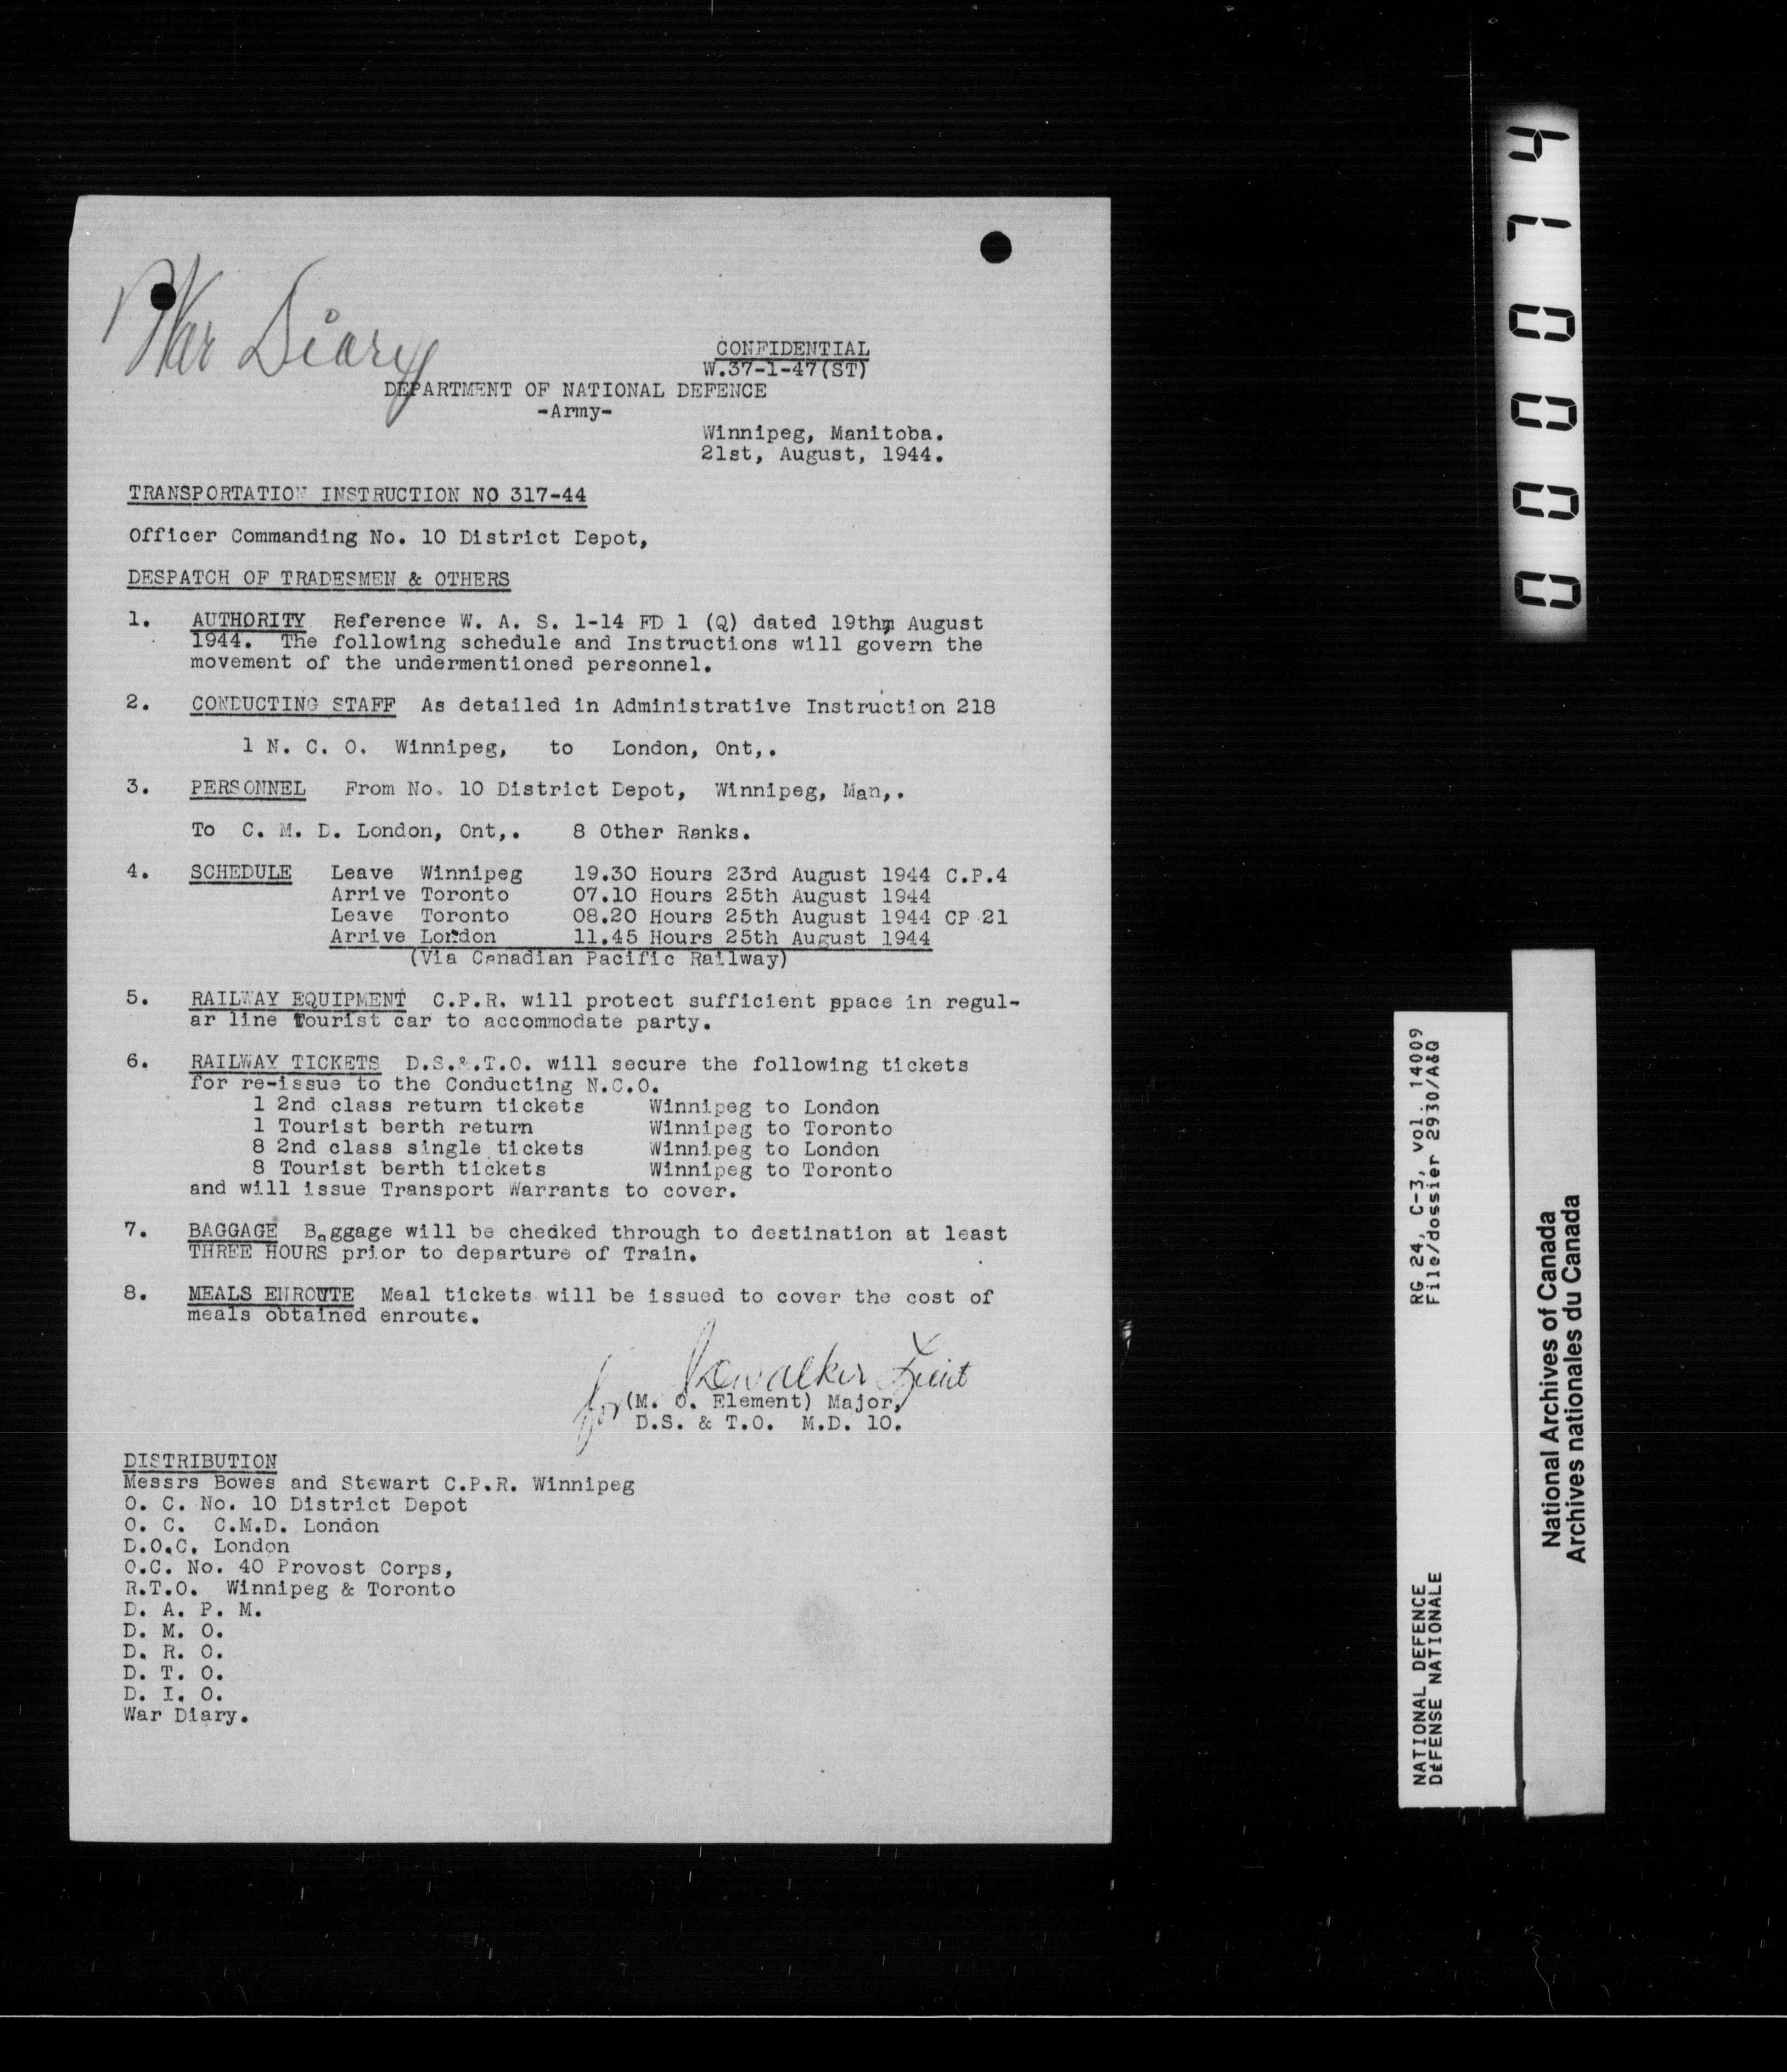 War Diary
CONFIDENTIAL
W.37-1-47(ST)
DEPARTMENT OF NATIONAL DEFENCE
-Army-
Winnipeg, Manitoba.
21st, August, 1944.
TRANSPORTATION INSTRUCTION NO 317-44
Officer Commanding No. 10 District Depot,
DESPATCH OF TRADESMEN & OTHERS
1. AUTHORITY Reference W. A. S. 1-14 FD 1 (Q) dated 19th, August
1944. The following schedule and Instructions will govern the
movement of the undermentioned personnel.
2. CONDUCTING STAFF As detailed in Administrative Instruction 218
1 N. C. O. Winnipeg, to London, Ont,.
3. PERSONNEL From No. 10 District Depot, Winnipeg, Man,.
To C. M. D. London, Ont,. 8 Other Ranks.
4. SCHEDULE Leave Winnipeg 19.30 Hours 23rd August 1944 C.P.4
Arrive Toronto 07.10 Hours 25th August 1944
Leave Toronto 08.20 Hours 25th August 1944 CP 21
Arrive London 11.45 Hours 25th August 1944
(Via Canadian Pacific Railway)
5. RAILWAY EQUIPMENT C.P.R. will protect sufficient space in regul-
ar line tourist car to accommodate party.
6. RAILWAY TICKETS D.S.&.T.O. will secure the following tickets
for re-issue to the Conducting N.C.O.
1 2nd class return tickets Winnipeg to London
1 Tourist berth return Winnipeg to Toronto
8 2nd class single tickets Winnipeg to London
8 Tourist berth tickets Winnipeg to Toronto
and will issue Transport Warrants to cover.
7. BAGGAGE Baggage will be checked through to destination at least
THREE HOURS prior to departure of Train.
8. MEALS ENROUTE Meal tickets will be issued to cover the cost of
meals obtained enroute.
for (M. O. Element) Major,
D.S. & T.O. M.D. 10.
DISTRIBUTION
Messrs Bowes and Stewart C.P.R. Winnipeg
O. C. No. 10 District Depot
O. C. C.M.D. London
D.O.C. London
O.C. No. 40 Provost Corps,
R.T.O. Winnipeg & Toronto
D. A. P. M.
D. M. O.
D. R. O.
D. T. O.
D. I. O.
War Diary.
000074
RG 24, C-3, vol. 14009
File/dossier 2930/A&Q
NATIONAL DEFENCE
DéFENSE NATIONALE
National Archives of Canada
Archives nationales du Canada